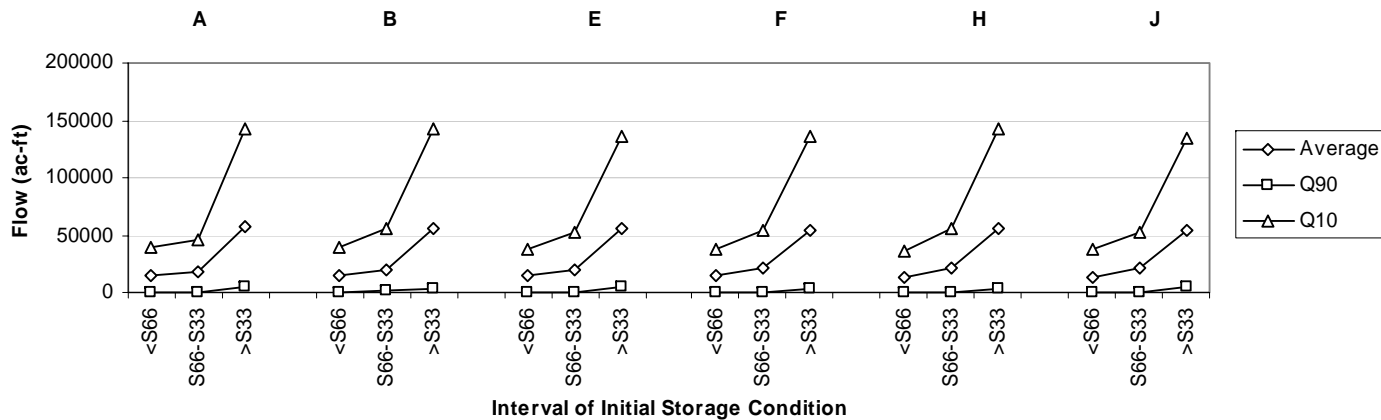 A B E F H J
200000
150000
100000
50000
0
Flow (ac-ft)
<S66 S66-S33 >S33 <S66 S66-S33 >S33 <S66 S66-S33 >S33 <S66 S66-S33 >S33 <S66 S66-S33 >S33 <S66 S66-S33 >S33
Interval of Initial Storage Condition
Average
Q90
Q10